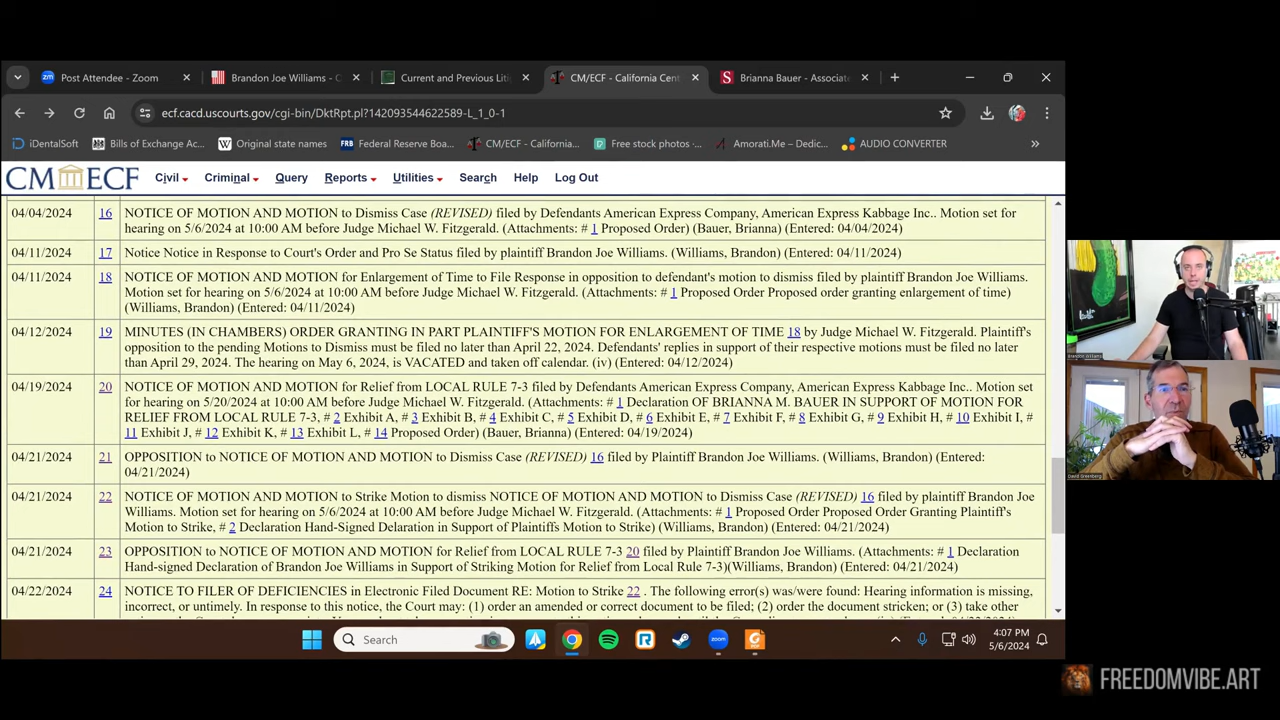 Post Attendee - Zoom
Brandon Joe Williams - C
Current and Previous Liti
CM/ECF - California Cent
Brianna Bauer - Associate
ecf.cacd.uscourts.gov/cgi-bin/DktRpt.pl?142093544622589-L_1_0-1
iDentalSoft
Bills of Exchange Ac...
Original state names
Federal Reserve Boa...
CM/ECF - California...
Free stock photos -...
Amorati.Me – Dedic...
AUDIO CONVERTER
CM ECF
Civil
Criminal
Query
Reports
Utilities
Search
Help
Log Out
04/04/2024
16
NOTICE OF MOTION AND MOTION to Dismiss Case (REVISED) filed by Defendants American Express Company, American Express Kabbage Inc.. Motion set for
hearing on 5/6/2024 at 10:00 AM before Judge Michael W. Fitzgerald. (Attachments: # 1 Proposed Order) (Bauer, Brianna) (Entered: 04/04/2024)
04/11/2024
17
Notice Notice in Response to Court's Order and Pro Se Status filed by plaintiff Brandon Joe Williams. (Williams, Brandon) (Entered: 04/11/2024)
04/11/2024
18
NOTICE OF MOTION AND MOTION for Enlargement of Time to File Response in opposition to defendant's motion to dismiss filed by plaintiff Brandon Joe Williams.
Motion set for hearing on 5/6/2024 at 10:00 AM before Judge Michael W. Fitzgerald. (Attachments: # 1 Proposed Order Proposed order granting enlargement of time)
(Williams, Brandon) (Entered: 04/11/2024)
04/12/2024
19
MINUTES (IN CHAMBERS) ORDER GRANTING IN PART PLAINTIFF'S MOTION FOR ENLARGEMENT OF TIME 18 by Judge Michael W. Fitzgerald. Plaintiff's
opposition to the pending Motions to Dismiss must be filed no later than April 22, 2024. Defendants' replies in support of their respective motions must be filed no later
than April 29, 2024. The hearing on May 6, 2024, is VACATED and taken off calendar. (iv) (Entered: 04/12/2024)
04/19/2024
20
NOTICE OF MOTION AND MOTION for Relief from LOCAL RULE 7-3 filed by Defendants American Express Company, American Express Kabbage Inc.. Motion set
for hearing on 5/20/2024 at 10:00 AM before Judge Michael W. Fitzgerald. (Attachments: # 1 Declaration OF BRIANNA M. BAUER IN SUPPORT OF MOTION FOR
RELIEF FROM LOCAL RULE 7-3, # 2 Exhibit A, # 3 Exhibit B, # 4 Exhibit C, # 5 Exhibit D, # 6 Exhibit E, # 7 Exhibit F, # 8 Exhibit G, # 9 Exhibit H, # 10 Exhibit I, #
11 Exhibit J, # 12 Exhibit K, # 13 Exhibit L, # 14 Proposed Order) (Bauer, Brianna) (Entered: 04/19/2024)
04/21/2024
21
OPPOSITION to NOTICE OF MOTION AND MOTION to Dismiss Case (REVISED) 16 filed by Plaintiff Brandon Joe Williams. (Williams, Brandon) (Entered:
04/21/2024)
04/21/2024
22
NOTICE OF MOTION AND MOTION to Strike Motion to dismiss NOTICE OF MOTION AND MOTION to Dismiss Case (REVISED) 16 filed by plaintiff Brandon Joe
Williams. Motion set for hearing on 5/6/2024 at 10:00 AM before Judge Michael W. Fitzgerald. (Attachments: # 1 Proposed Order Proposed Order Granting Plaintiff's
Motion to Strike, # 2 Declaration Hand-Signed Delaration in Support of Plaintiffs Motion to Strike) (Williams, Brandon) (Entered: 04/21/2024)
04/21/2024
23
OPPOSITION to NOTICE OF MOTION AND MOTION for Relief from LOCAL RULE 7-3 20 filed by Plaintiff Brandon Joe Williams. (Attachments: # 1 Declaration
Hand-signed Declaration of Brandon Joe Williams in Support of Striking Motion for Relief from Local Rule 7-3)(Williams, Brandon) (Entered: 04/21/2024)
04/22/2024
24
NOTICE TO FILER OF DEFICIENCIES in Electronic Filed Document RE: Motion to Strike 22 . The following error(s) was/were found: Hearing information is missing,
incorrect, or untimely. In response to this notice, the Court may: (1) order an amended or correct document to be filed; (2) order the document stricken; or (3) take other
Brandon Williams
David Greenberg
Search
4:07 PM
5/6/2024
FREEDOMVIBE.ART